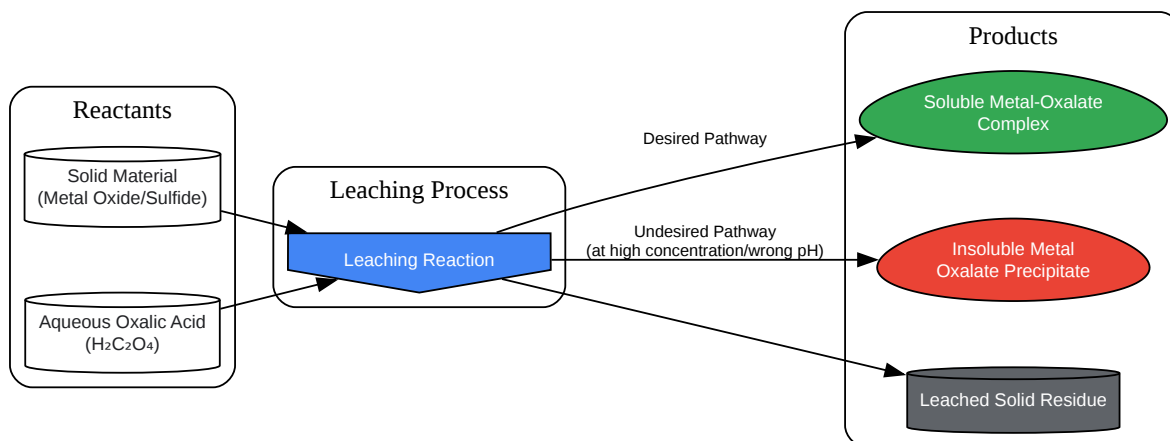 Reactants
Solid Material
(Metal Oxide/Sulfide)
Aqueous Oxalic Acid
(H₂C₂O₄)
Leaching Process
Leaching Reaction
Desired Pathway
Undesired Pathway
(at high concentration/wrong pH)
Products
Soluble Metal-Oxalate
Complex
Insoluble Metal
Oxalate Precipitate
Leached Solid Residue